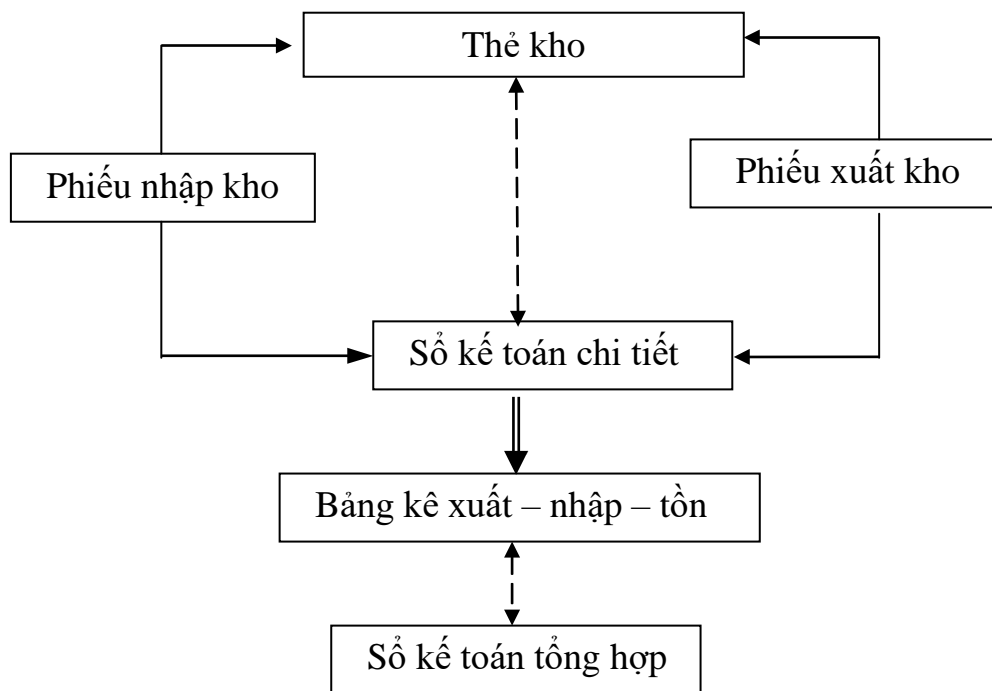 Thẻ kho
Phiếu nhập kho
Phiếu xuất kho
Sổ kế toán chi tiết
Bảng kê xuất – nhập – tồn
Sổ kế toán tổng hợp